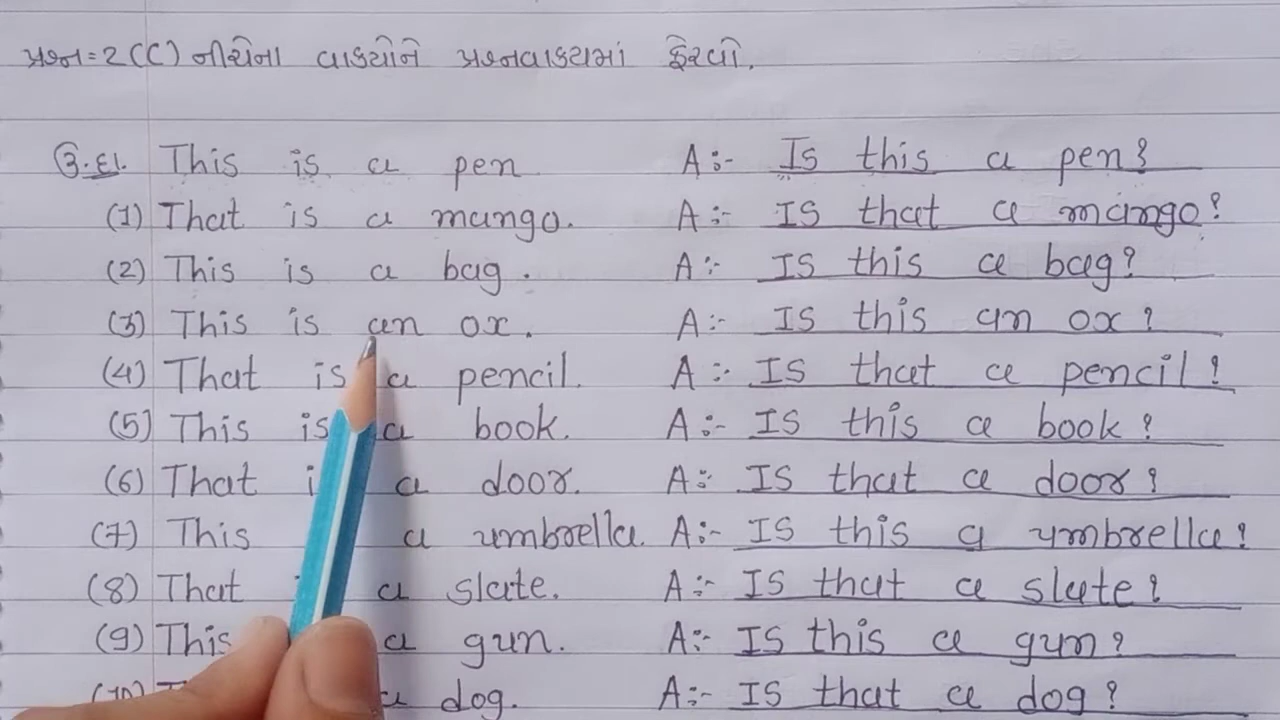 પ્રશ્ન=2 (C) નીચેના વાકયોને પ્રશ્નવાકયમાં ફેરવો.
ઉ.દા. This is a pen A:- Is this a pen?
(1) That is a mango. A:- IS that a mango?
(2) This is a bag. A:- IS this a bag?
(3) This is an ox. A:- IS this an ox?
(4) That is a pencil. A:- IS that a pencil?
(5) This is a book. A:- IS this a book?
(6) That i a door. A:- IS that a door?
(7) This a umbrella. A:- IS this a umbrella?
(8) That a slate. A:- IS that a slate?
(9) This a gun. A:- IS this a gun?
(10) a dog. A:- IS that a dog?